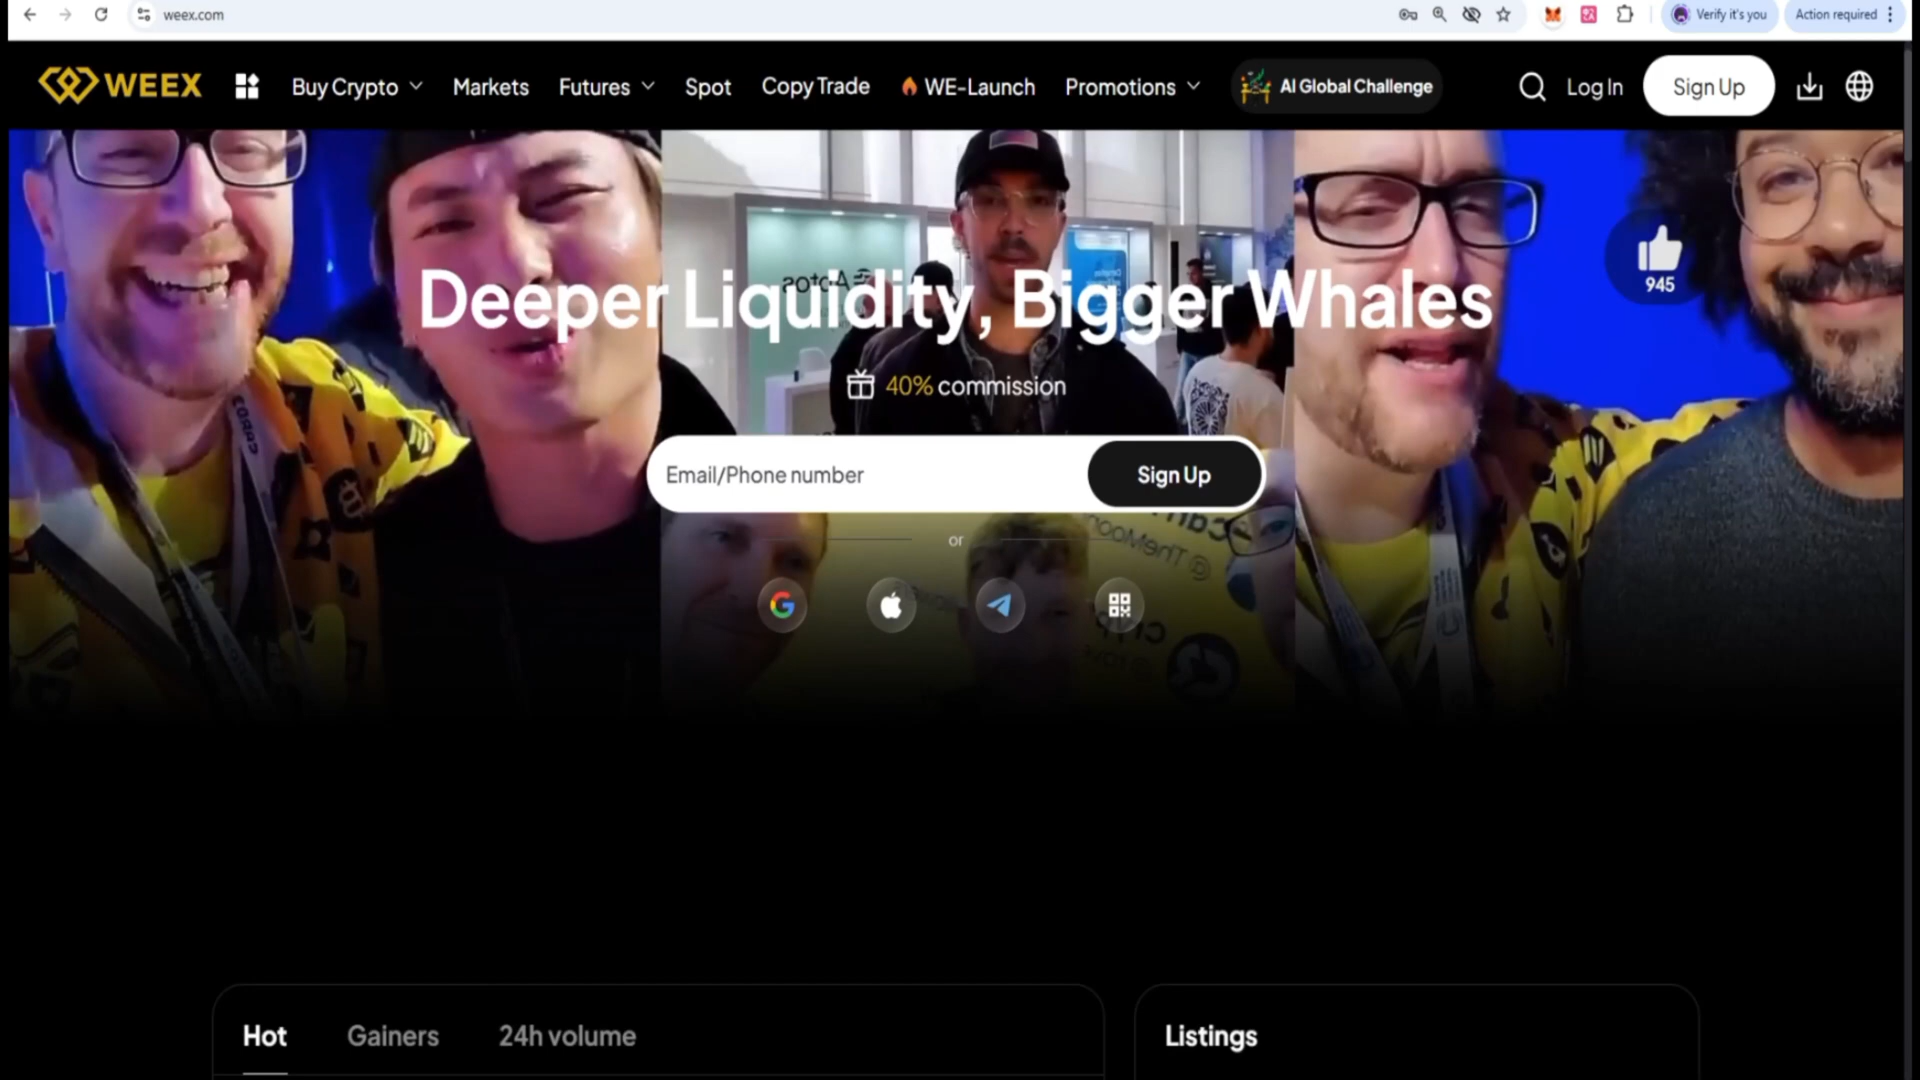 weex.com
Verify it's you
Action required
WEEX
Buy Crypto
Markets
Futures
Spot
Copy Trade
WE-Launch
Promotions
AI Global Challenge
Log In
Sign Up
945
Deeper Liquidity, Bigger Whales
40% commission
Email/Phone number
Sign Up
or
@TheMoon
Hot
Gainers
24h volume
Listings